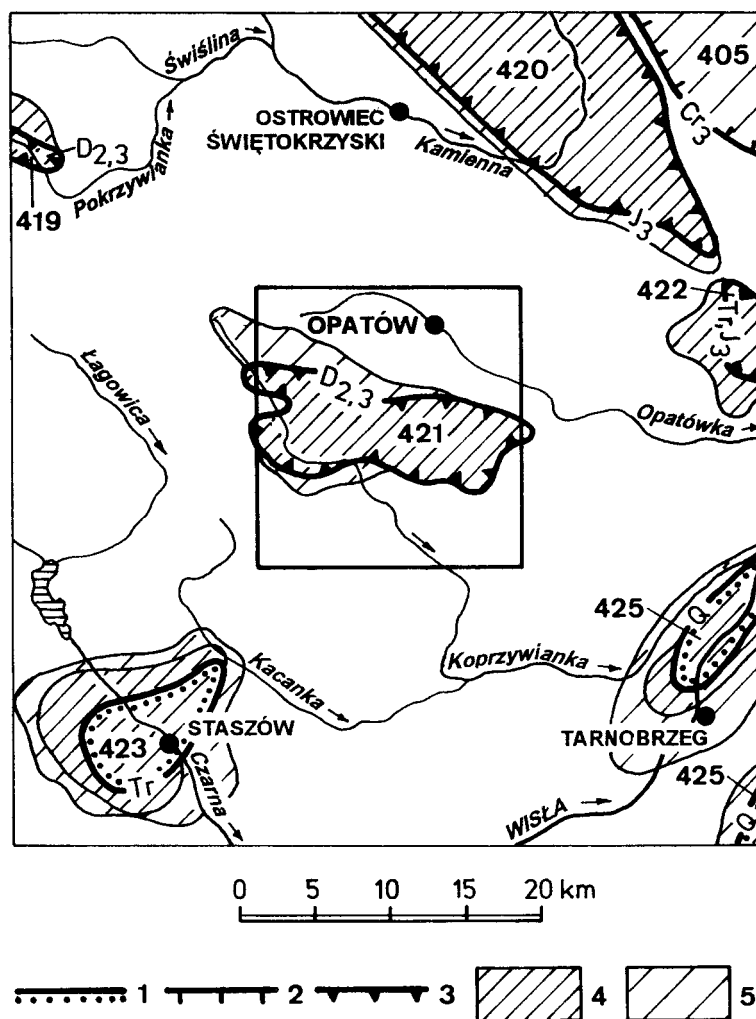 Świślina
420
405
OSTROWIEC
ŚWIĘTOKRZYSKI
Cr3
D2,3
Kamienna
Pokrzywianka
419
J3
422
Tr, J3
OPATÓW
Łagowica
D2,3
421
Opatówka
425
Q
Kacanka
Koprzywianka
STASZÓW
423
TARNOBRZEG
Tr
Czarna
425
WISŁA
Q
0 5 10 15 20 km
1 2 3 4 5